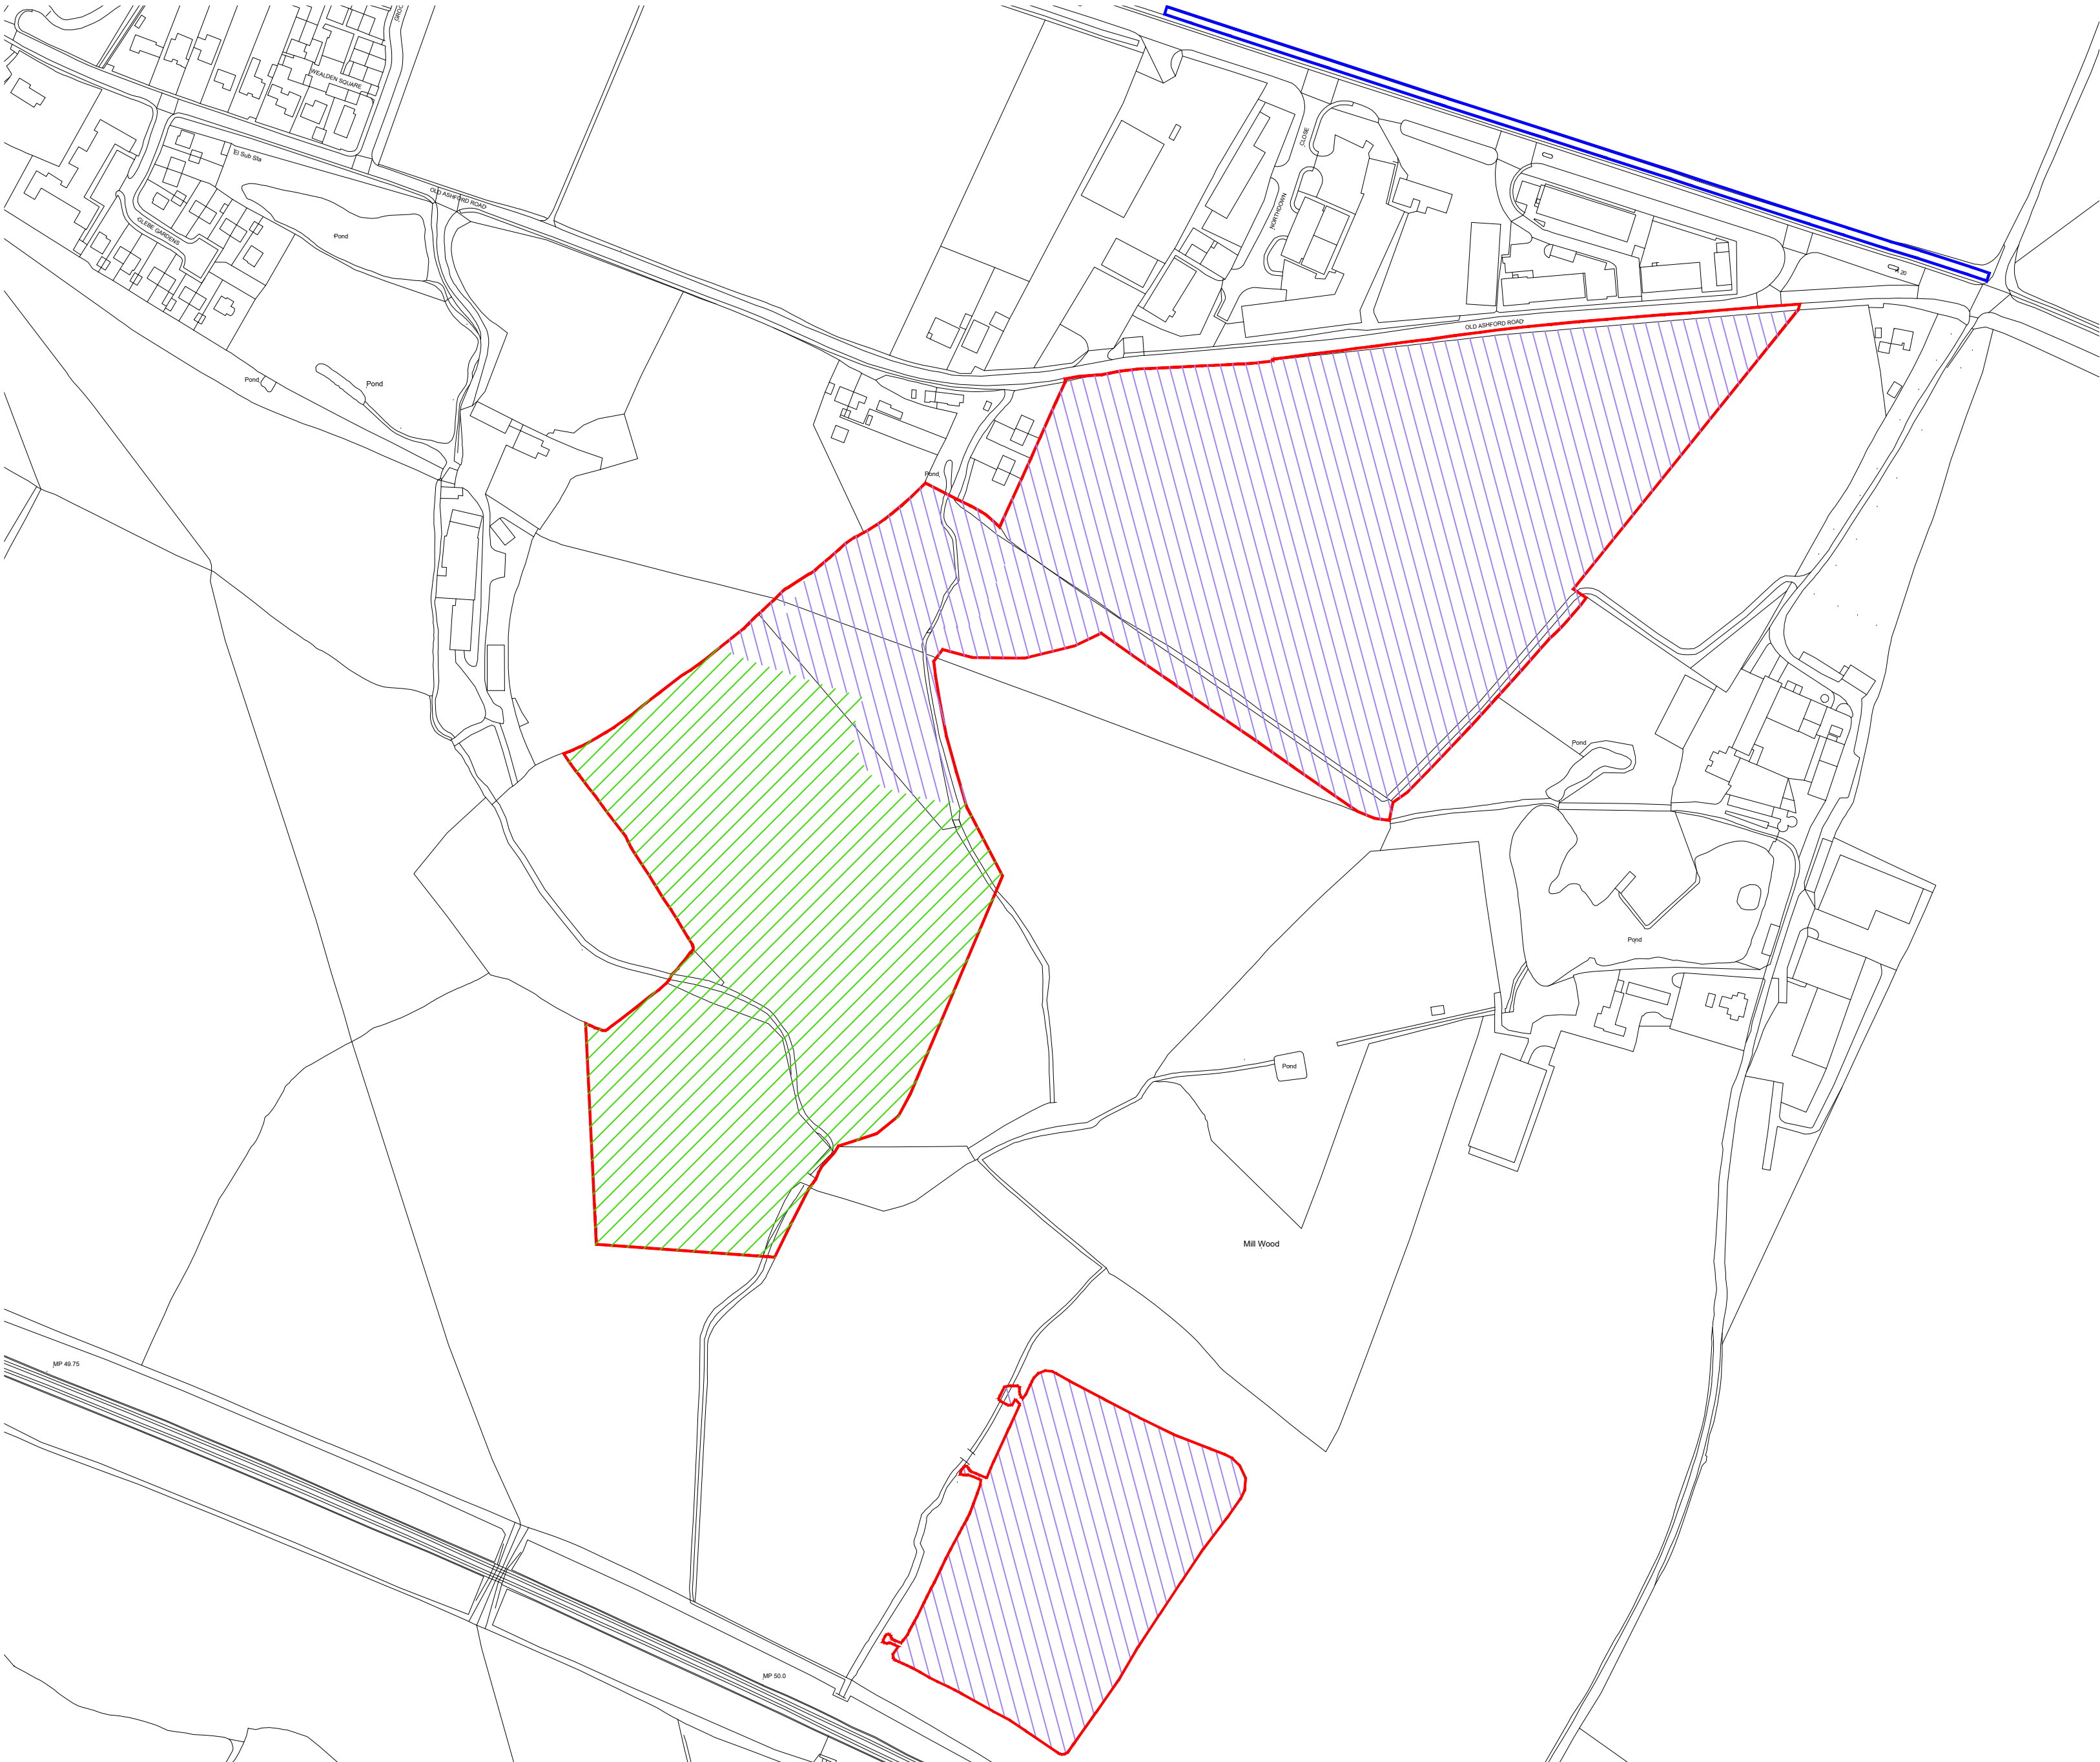 WEALDEN SQUARE
El Sub Sta
OLD ASHFORD ROAD
GLEBE GARDENS
Pond
CLOSE
NORTHDOWN
A 20
OLD ASHFORD ROAD
Pond
Pond
Pond
Pond
Pond
Pond
Mill Wood
MP 49.75
MP 50.0